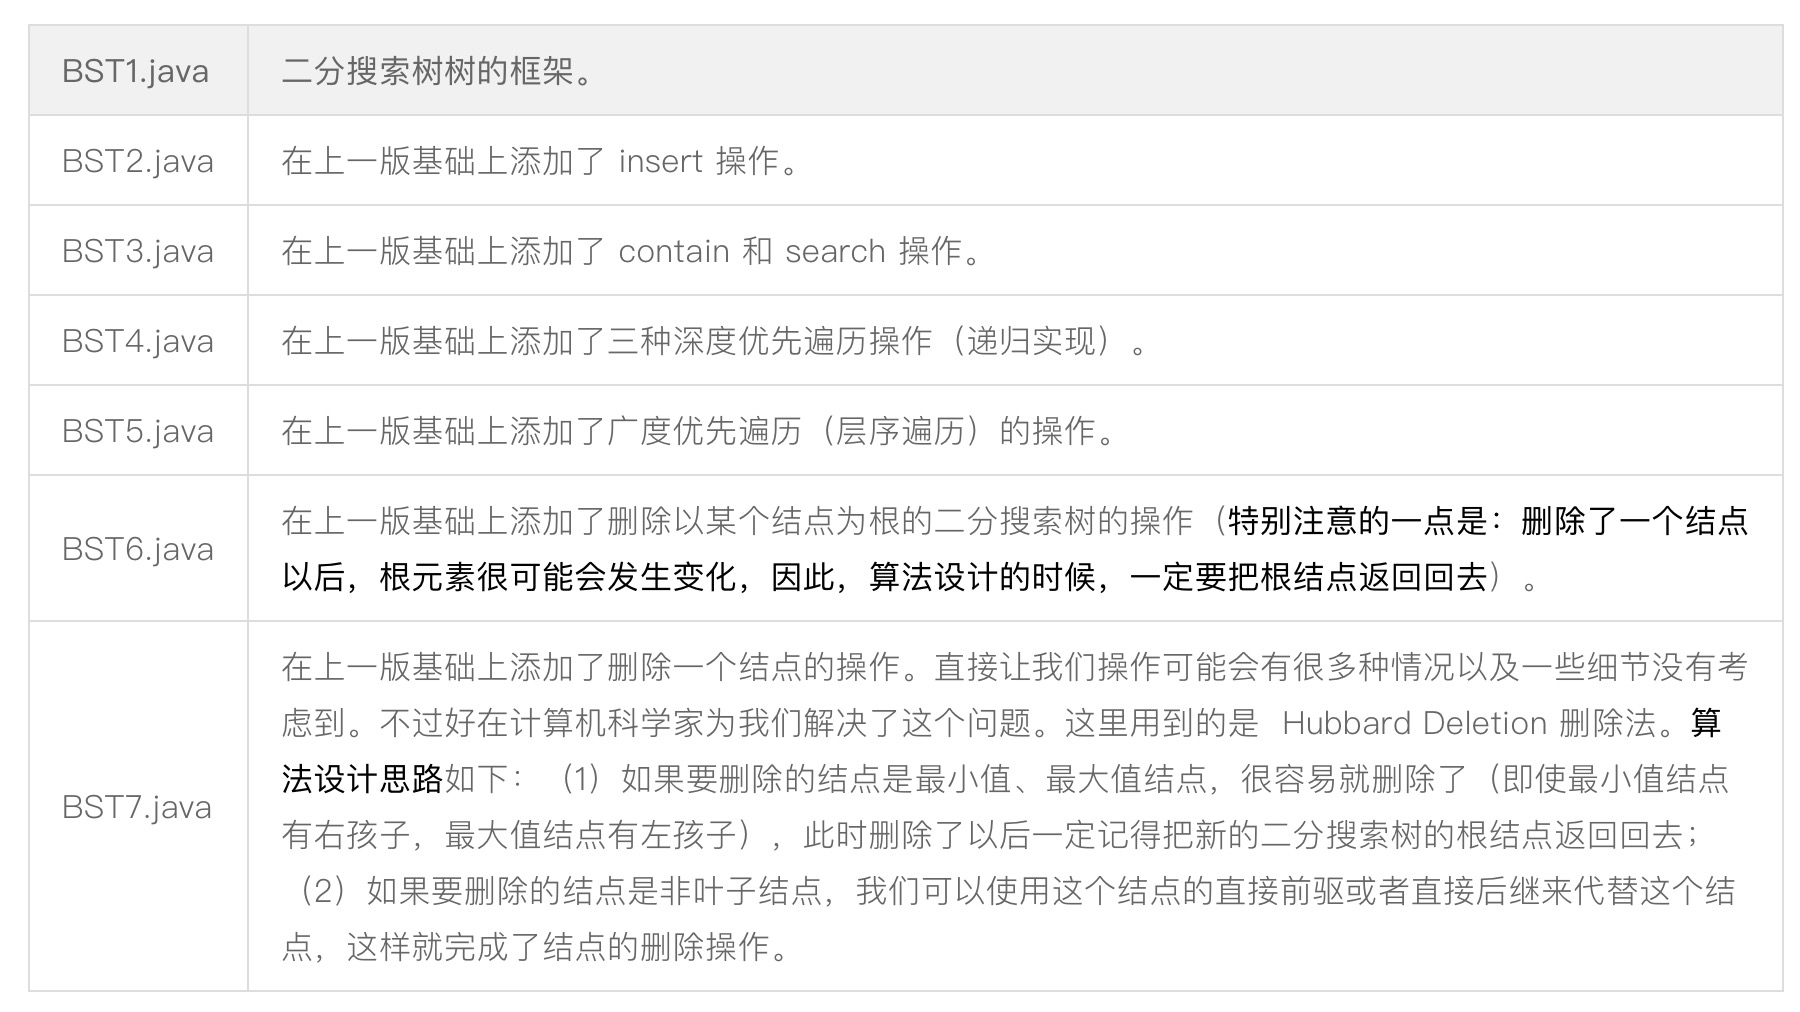 BST1.java 二分搜索树树的框架。
BST2.java 在上一版基础上添加了 insert 操作。
BST3.java 在上一版基础上添加了 contain 和 search 操作。
BST4.java 在上一版基础上添加了三种深度优先遍历操作（递归实现）。
BST5.java 在上一版基础上添加了广度优先遍历（层序遍历）的操作。
BST6.java
在上一版基础上添加了删除以某个结点为根的二分搜索树的操作（特别注意的一点是：删除了一个结点
以后，根元素很可能会发生变化，因此，算法设计的时候，一定要把根结点返回回去）。
BST7.java
在上一版基础上添加了删除一个结点的操作。直接让我们操作可能会有很多种情况以及一些细节没有考
虑到。不过好在计算机科学家为我们解决了这个问题。这里用到的是 Hubbard Deletion 删除法。算
法设计思路如下：（1）如果要删除的结点是最小值、最大值结点，很容易就删除了（即使最小值结点
有右孩子，最大值结点有左孩子），此时删除了以后一定记得把新的二分搜索树的根结点返回回去；
（2）如果要删除的结点是非叶子结点，我们可以使用这个结点的直接前驱或者直接后继来代替这个结
点，这样就完成了结点的删除操作。